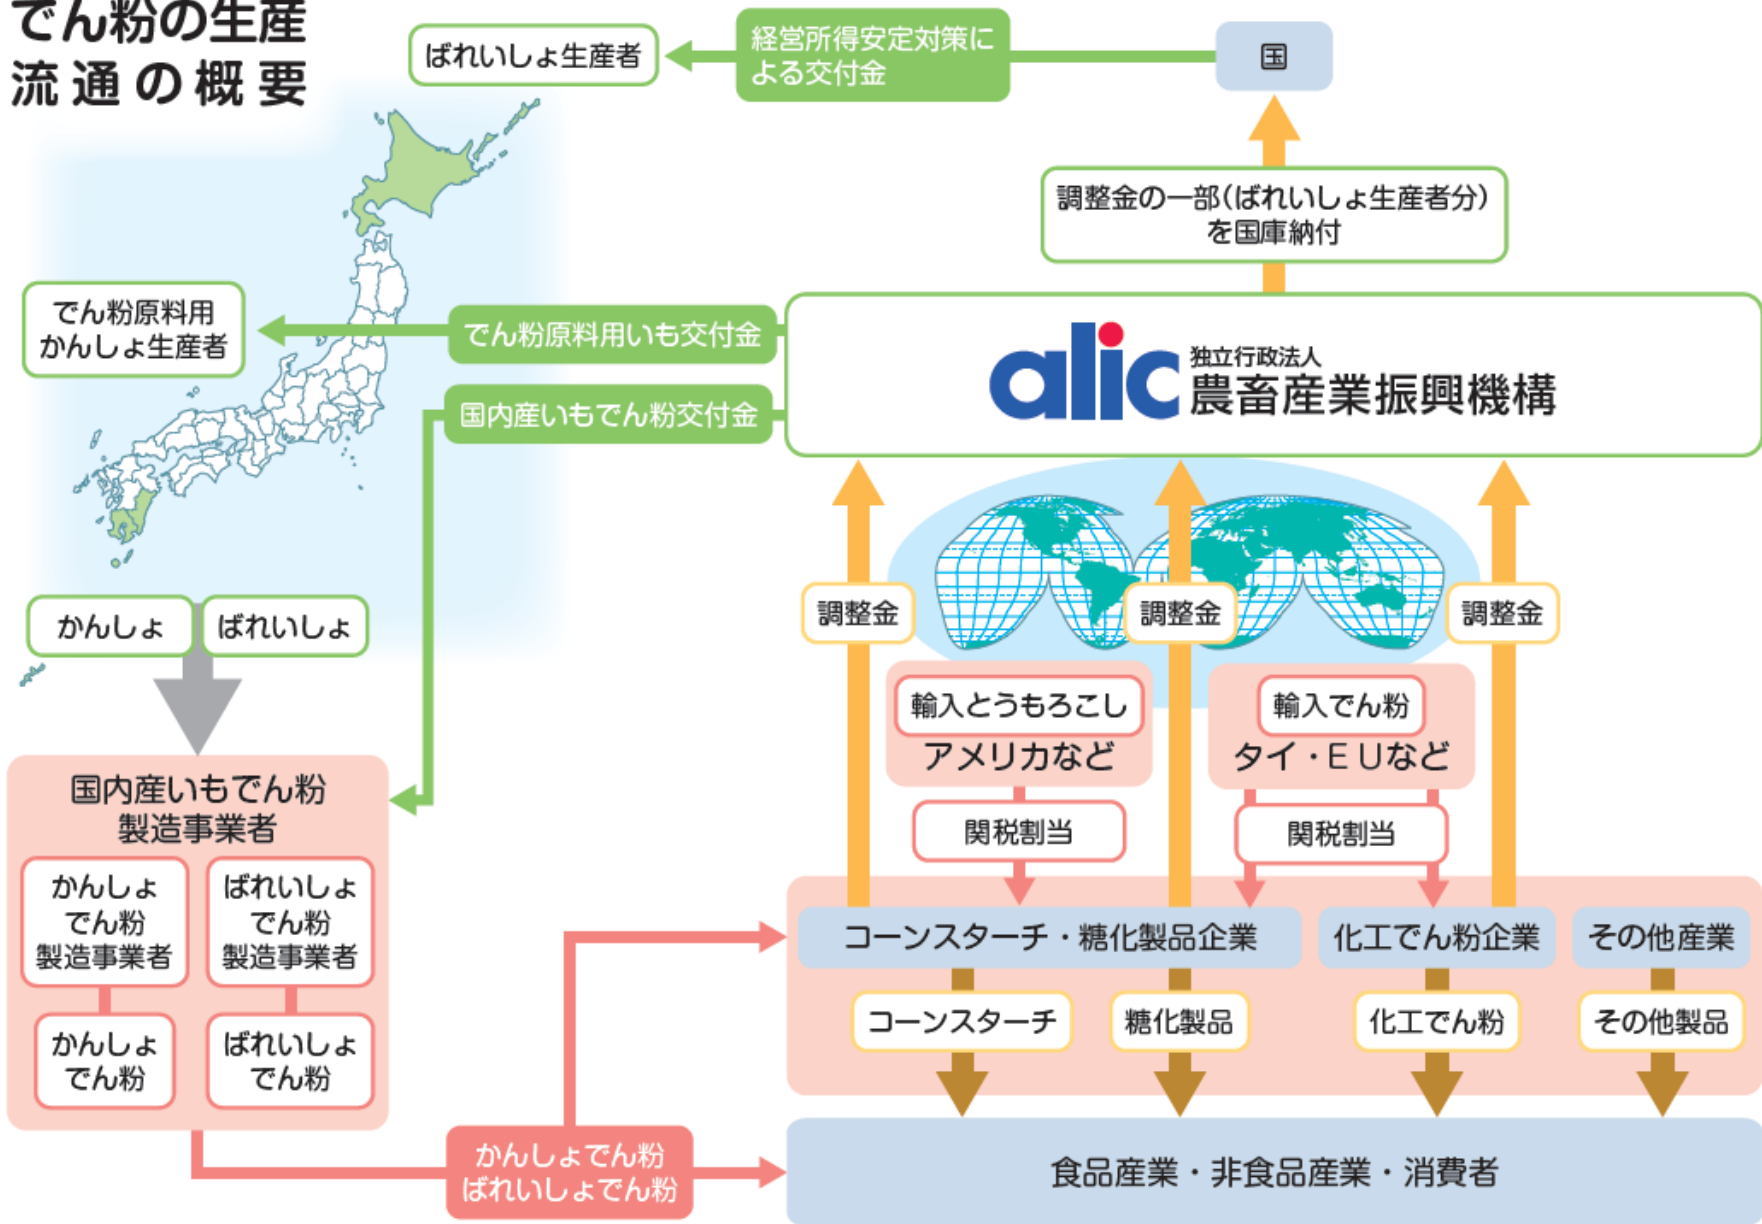 でん粉の生産
流通の概要
ばれいしょ生産者
経営所得安定対策に
よる交付金
国
調整金の一部(ばれいしょ生産者分)
を国庫納付
でん粉原料用
かんしょ生産者
でん粉原料用いも交付金
国内産いもでん粉交付金
alic
独立行政法人
農畜産業振興機構
調整金
調整金
調整金
かんしょ
ばれいしょ
輸入とうもろこし
アメリカなど
輸入でん粉
タイ・EUなど
関税割当
関税割当
国内産いもでん粉
製造事業者
かんしょ
でん粉
製造事業者
ばれいしょ
でん粉
製造事業者
かんしょ
でん粉
ばれいしょ
でん粉
コーンスターチ・糖化製品企業
化工でん粉企業
その他産業
コーンスターチ
糖化製品
化工でん粉
その他製品
かんしょでん粉
ばれいしょでん粉
食品産業・非食品産業・消費者